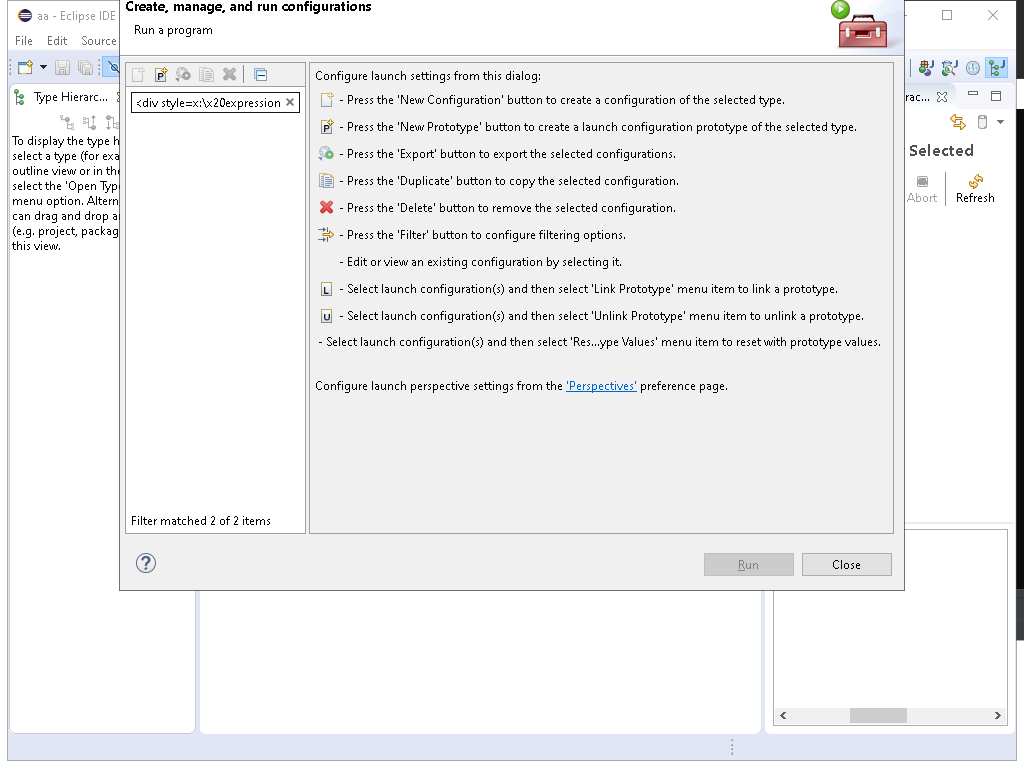 Create, manage, and run configurations
Run a program
aa - Eclipse IDE
File Edit Source
Type Hierarc...
To display the type h
select a type (for exa
outline view or in the
select the 'Open Typ
menu option. Altern
can drag and drop a
(e.g. project, packag
this view.
<div style=x:\x20expression
Filter matched 2 of 2 items
Configure launch settings from this dialog:
- Press the 'New Configuration' button to create a configuration of the selected type.
P - Press the 'New Prototype' button to create a launch configuration prototype of the selected type.
- Press the 'Export' button to export the selected configurations.
- Press the 'Duplicate' button to copy the selected configuration.
- Press the 'Delete' button to remove the selected configuration.
- Press the 'Filter' button to configure filtering options.
- Edit or view an existing configuration by selecting it.
L - Select launch configuration(s) and then select 'Link Prototype' menu item to link a prototype.
U - Select launch configuration(s) and then select 'Unlink Prototype' menu item to unlink a prototype.
- Select launch configuration(s) and then select 'Res...ype Values' menu item to reset with prototype values.
Configure launch perspective settings from the 'Perspectives' preference page.
?
Run Close
rac...
Selected
Abort Refresh